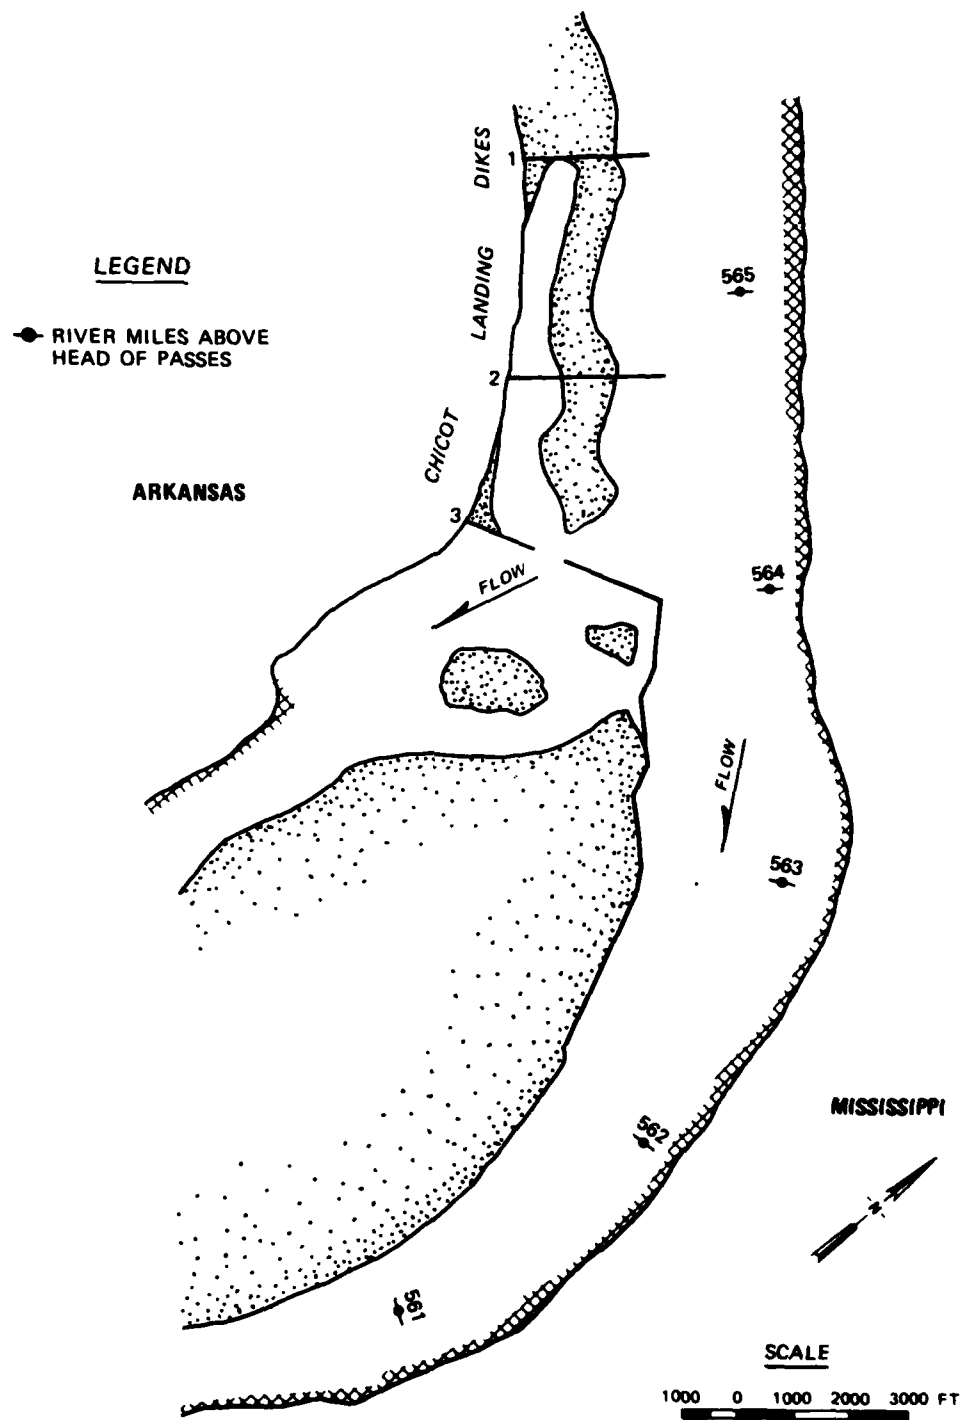 1
DIKES
LANDING
2
CHICOT
3
LEGEND
RIVER MILES ABOVE
HEAD OF PASSES
565
ARKANSAS
564
FLOW
FLOW
563
562
MISSISSIPPI
N
561
SCALE
1000 0 1000 2000 3000 FT